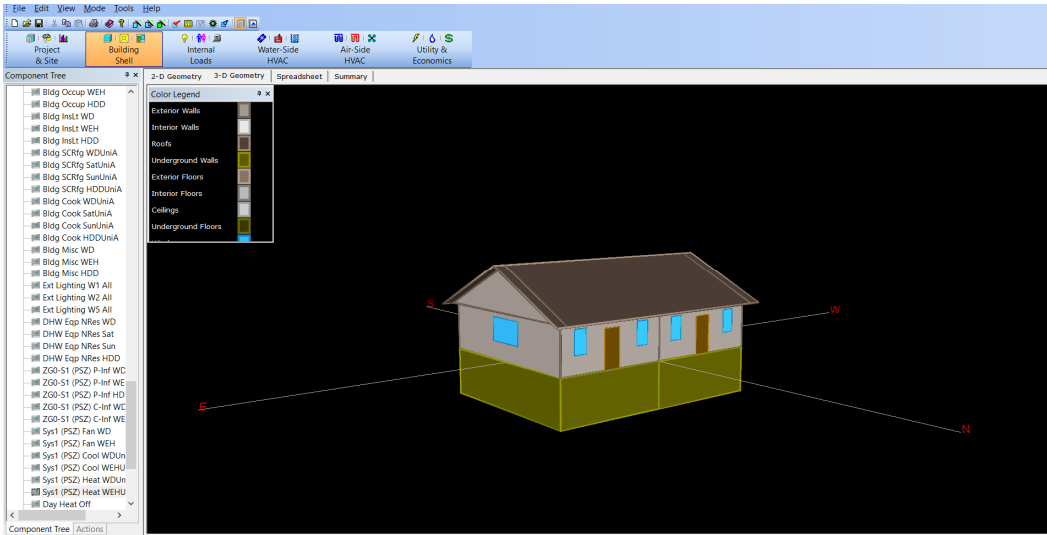 File Edit View Mode Tools Help
Project & Site
Building Shell
Internal Loads
Water-Side HVAC
Air-Side HVAC
Utility & Economics
Component Tree
2-D Geometry 3-D Geometry Spreadsheet Summary
Bldg Occup WEH
Bldg Occup HDD
Bldg InsLt WD
Bldg InsLt WEH
Bldg InsLt HDD
Bldg SCRfg WDUniA
Bldg SCRfg SatUniA
Bldg SCRfg SunUniA
Bldg SCRfg HDDUniA
Bldg Cook WDUniA
Bldg Cook SatUniA
Bldg Cook SunUniA
Bldg Cook HDDUniA
Bldg Misc WD
Bldg Misc WEH
Bldg Misc HDD
Ext Lighting W1 All
Ext Lighting W2 All
Ext Lighting W5 All
DHW Eqp NRes WD
DHW Eqp NRes Sat
DHW Eqp NRes Sun
DHW Eqp NRes HDD
ZG0-S1 (PSZ) P-Inf WD
ZG0-S1 (PSZ) P-Inf WE
ZG0-S1 (PSZ) P-Inf HD
ZG0-S1 (PSZ) C-Inf WD
ZG0-S1 (PSZ) C-Inf WE
Sys1 (PSZ) Fan WD
Sys1 (PSZ) Fan WEH
Sys1 (PSZ) Cool WDUn
Sys1 (PSZ) Cool WEHU
Sys1 (PSZ) Heat WDUn
Sys1 (PSZ) Heat WEHU
Day Heat Off
Component Tree Actions
Color Legend
Exterior Walls
Interior Walls
Roofs
Underground Walls
Exterior Floors
Interior Floors
Ceilings
Underground Floors
S
W
E
N